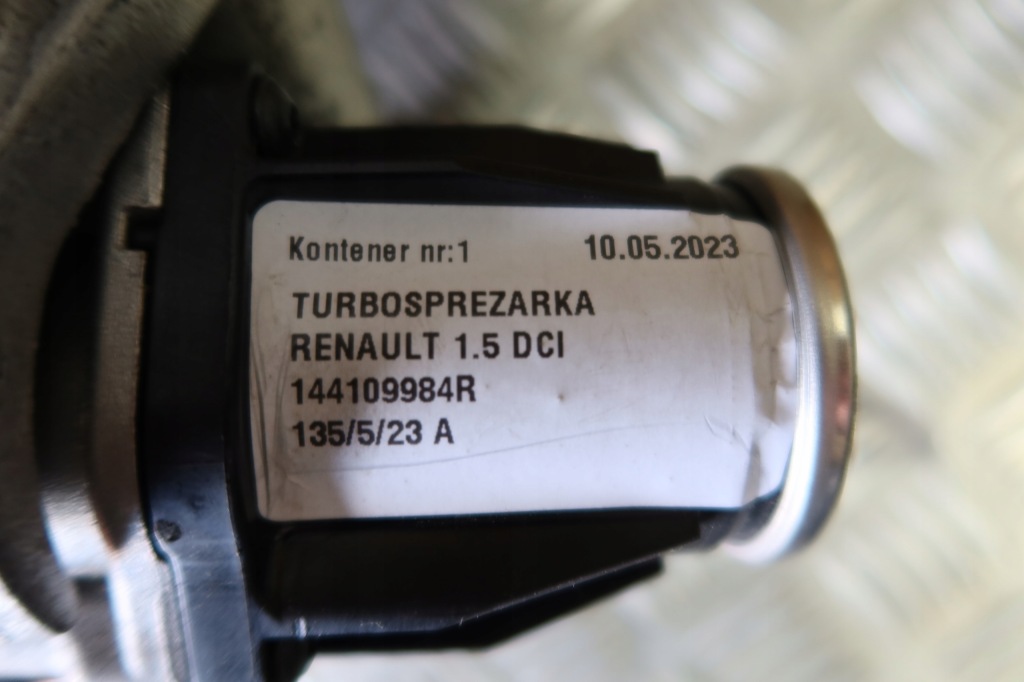 Kontener nr:1 10.05.2023
TURBOSPREZARKA
RENAULT 1.5 DCI
144109984R
135/5/23 A